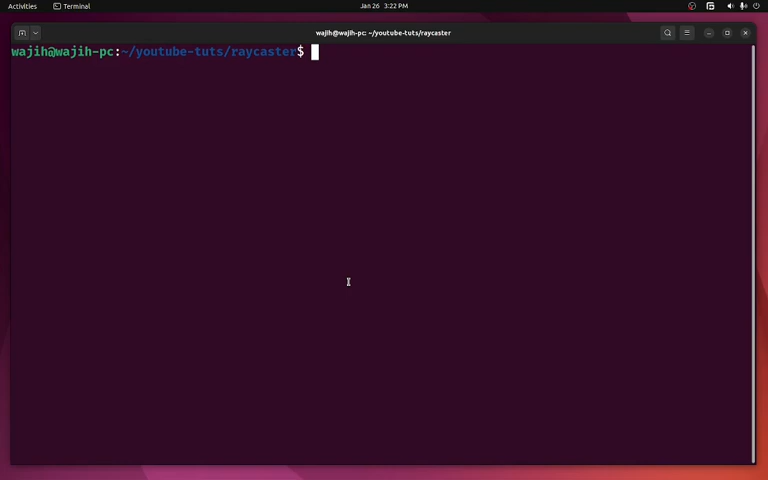 Activities Terminal Jan 26 3:22 PM
wajih@wajih-pc: ~/youtube-tuts/raycaster
wajih@wajih-pc:~/youtube-tuts/raycaster$